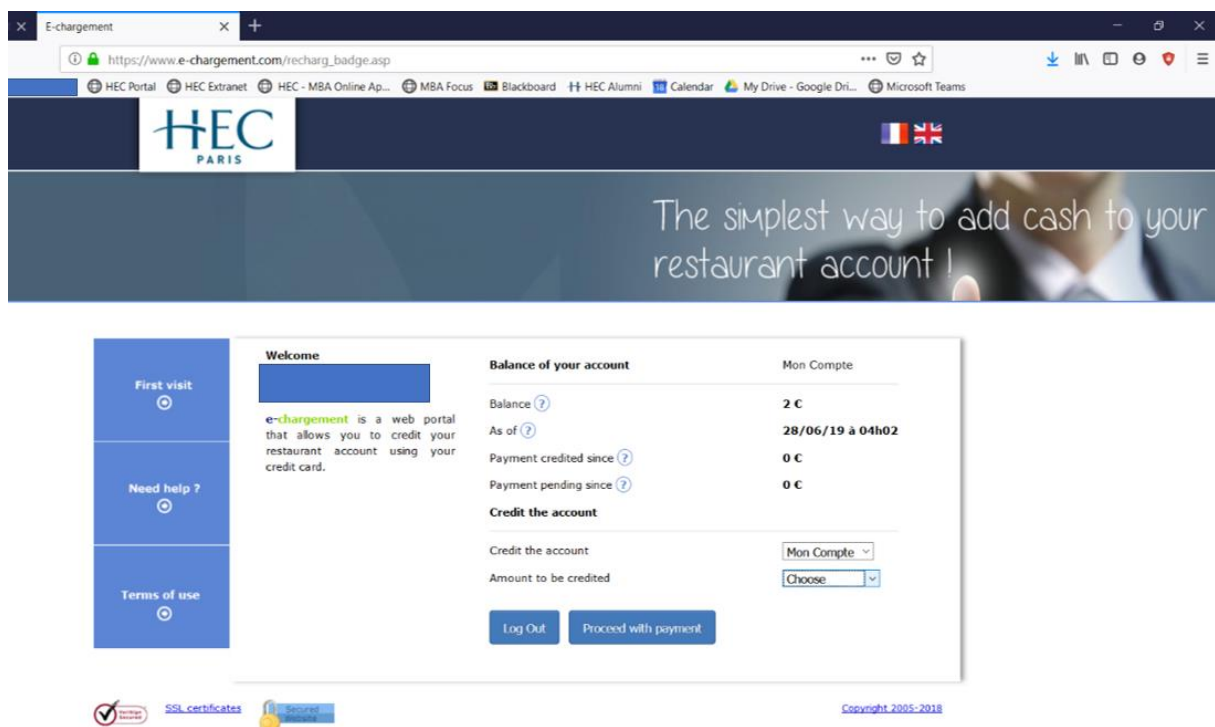 E-chargement
https://www.e-chargement.com/recharg_badge.asp
HEC Portal HEC Extranet HEC - MBA Online Ap... MBA Focus Bb Blackboard HEC Alumni Calendar My Drive - Google Dri... Microsoft Teams
HEC
PARIS
The simplest way to add cash to your
restaurant account !
First visit
Need help ?
Terms of use
Welcome
e-chargement is a web portal
that allows you to credit your
restaurant account using your
credit card.
Balance of your account Mon Compte
Balance ? 2 €
As of ? 28/06/19 à 04h02
Payment credited since ? 0 €
Payment pending since ? 0 €
Credit the account
Credit the account Mon Compte
Amount to be credited Choose
Log Out Proceed with payment
VeriSign
Secured
SSL certificates
Secured
Website
Copyright 2005-2018